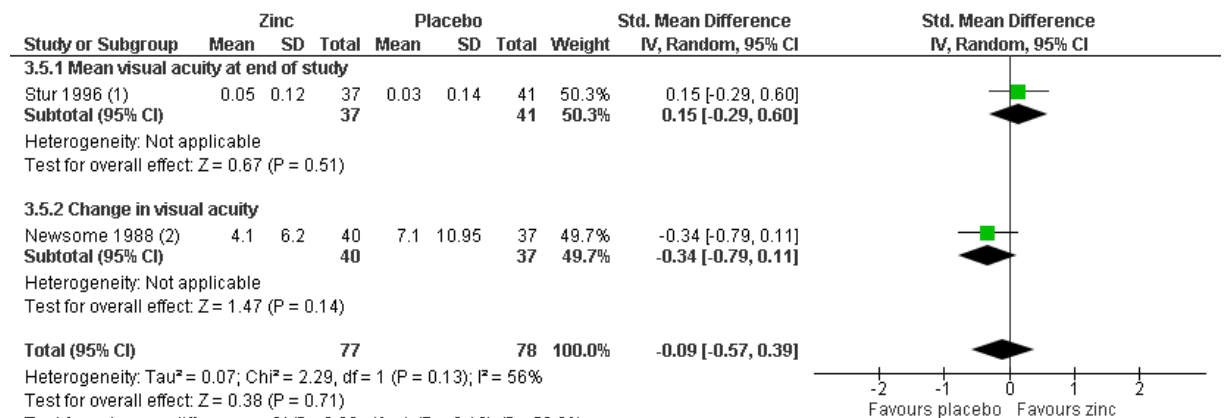 Zinc Placebo Std. Mean Difference Std. Mean Difference
Study or Subgroup Mean SD Total Mean SD Total Weight IV, Random, 95% CI IV, Random, 95% CI
3.5.1 Mean visual acuity at end of study
Stur 1996 (1) 0.05 0.12 37 0.03 0.14 41 50.3% 0.15 [-0.29, 0.60]
Subtotal (95% CI) 37 41 50.3% 0.15 [-0.29, 0.60]
Heterogeneity: Not applicable
Test for overall effect: Z = 0.67 (P = 0.51)
3.5.2 Change in visual acuity
Newsome 1988 (2) 4.1 6.2 40 7.1 10.95 37 49.7% -0.34 [-0.79, 0.11]
Subtotal (95% CI) 40 37 49.7% -0.34 [-0.79, 0.11]
Heterogeneity: Not applicable
Test for overall effect: Z = 1.47 (P = 0.14)
Total (95% CI) 77 78 100.0% -0.09 [-0.57, 0.39]
Heterogeneity: Tau² = 0.07; Chi² = 2.29, df = 1 (P = 0.13); I² = 56%
Test for overall effect: Z = 0.38 (P = 0.71)
-2 -1 0 1 2
Favours placebo Favours zinc